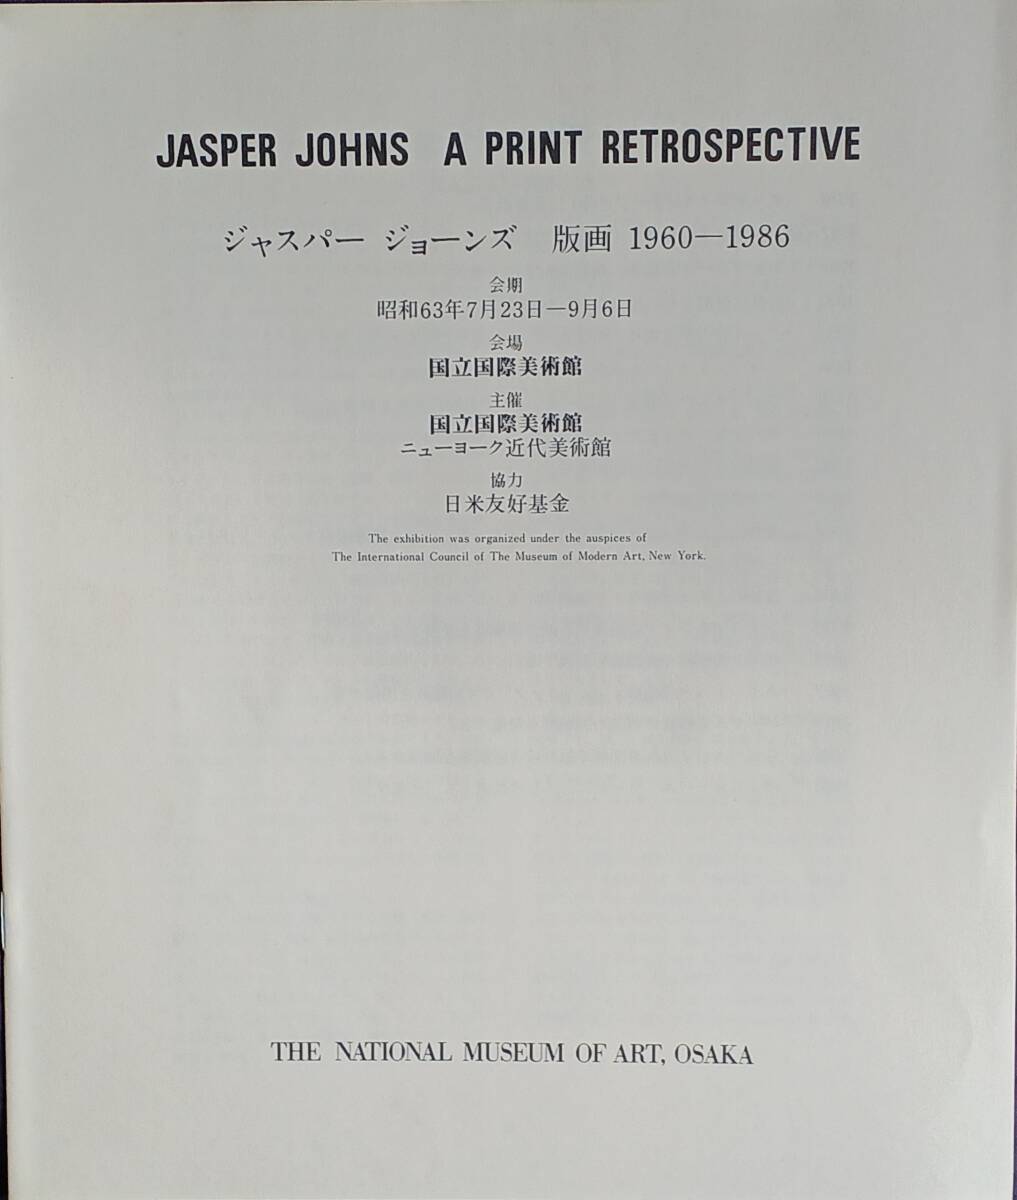 JASPER JOHNS A PRINT RETROSPECTIVE
ジャスパー ジョーンズ 版画 1960—1986
会期
昭和63年7月23日—9月6日
会場
国立国際美術館
主催
国立国際美術館
ニューヨーク近代美術館
協力
日米友好基金
The exhibition was organized under the auspices of
The International Council of The Museum of Modern Art, New York.
THE NATIONAL MUSEUM OF ART, OSAKA